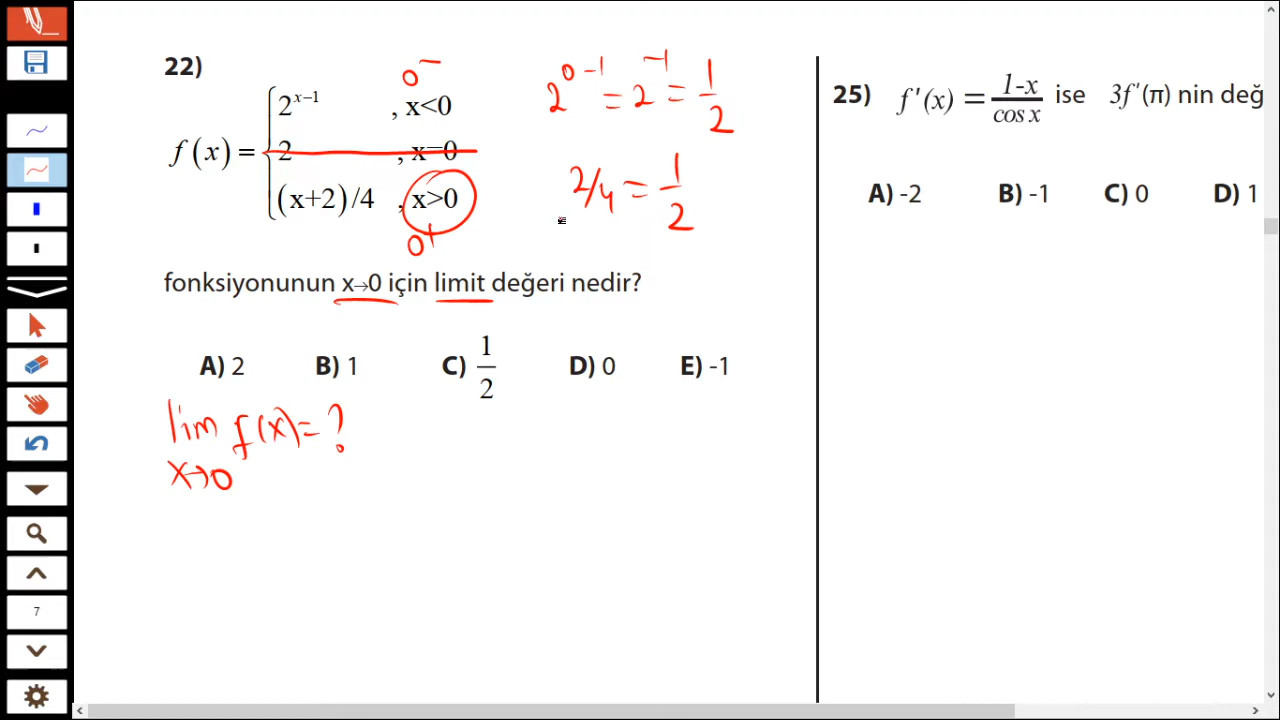 22)
f(x) = { 2^{x-1} , x<0
2 , x=0
(x+2)/4 , x>0
0⁻
0⁺
2^{0-1} = 2^{-1} = 1/2
2/4 = 1/2
fonksiyonunun x→0 için limit değeri nedir?
A) 2 B) 1 C) 1/2 D) 0 E) -1
lim f(x) = ?
x→0
25) f'(x) = 1-x/cos x ise 3f'(π) nin değ
A) -2 B) -1 C) 0 D) 1
7